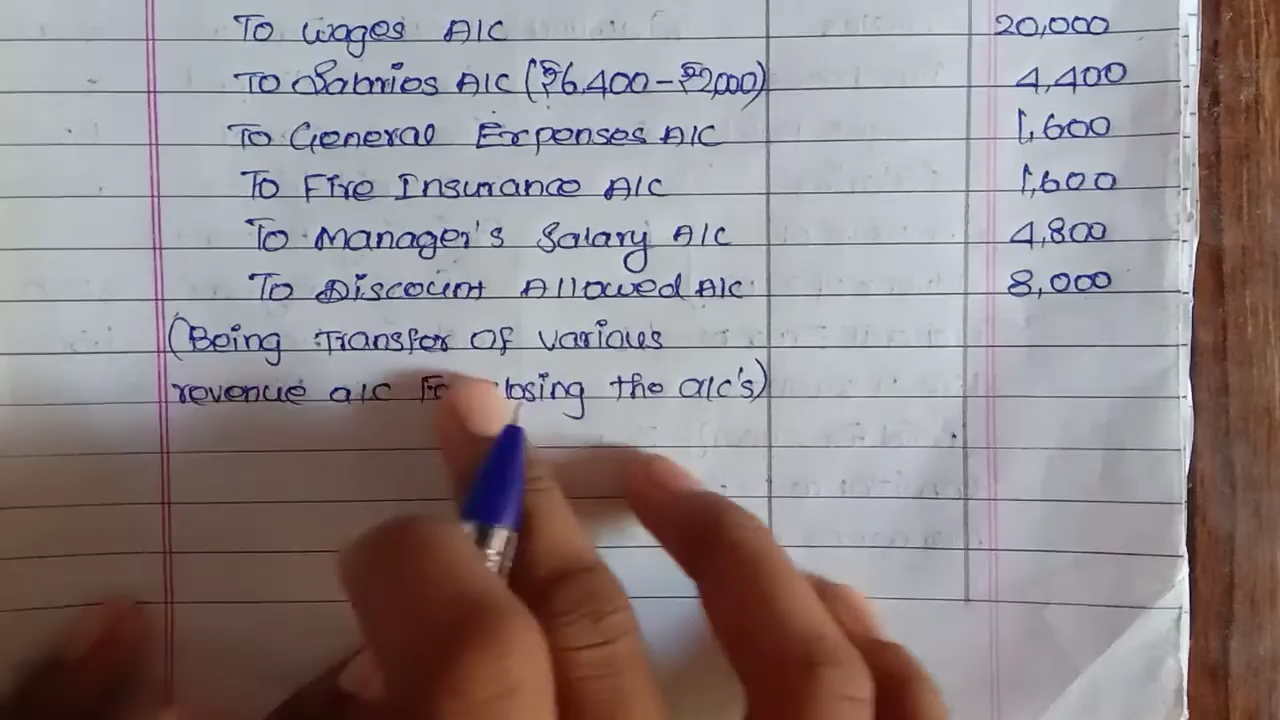 To Wages A/C 20,000
To Salaries A/C (₹6,400 - ₹2,000) 4,400
To General Expenses A/C 1,600
To Fire Insurance A/C 1,600
To Manager's Salary A/C 4,800
To Discount Allowed A/C 8,000
(Being Transfer Of various
revenue a/c the a/c's)